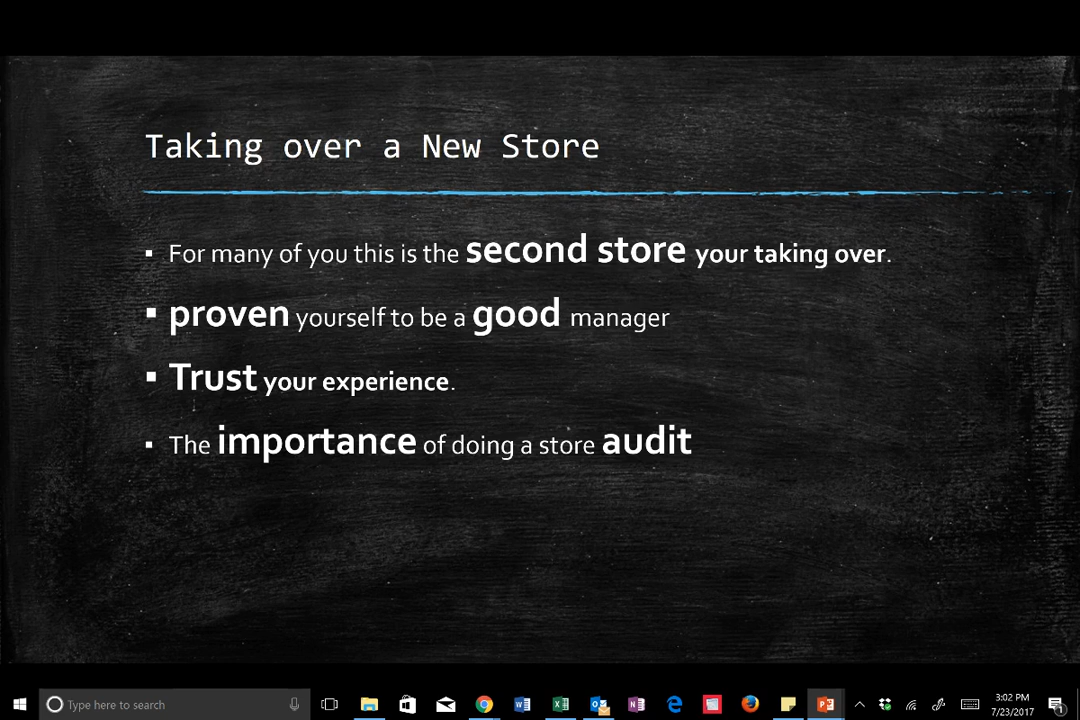 Taking over a New Store
▪ For many of you this is the second store your taking over.
▪ proven yourself to be a good manager
▪ Trust your experience.
▪ The importance of doing a store audit
Type here to search
3:02 PM
7/23/2017